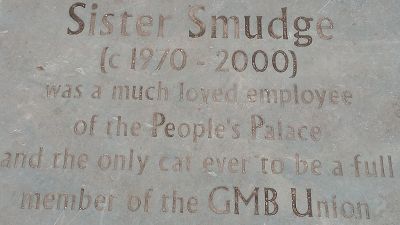 Sister Smudge
(c 1970 - 2000)
was a much loved employee
of the People's Palace
and the only cat ever to be a full
member of the GMB Union